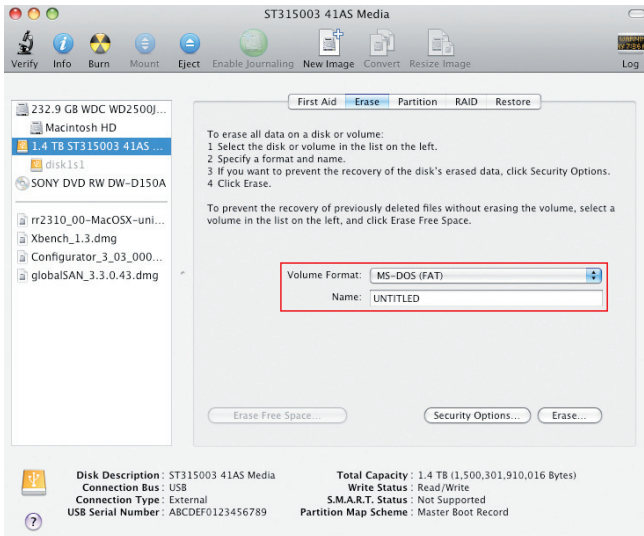 ST315003 41AS Media
Verify Info Burn Mount Eject Enable Journaling New Image Convert Resize Image Log
232.9 GB WDC WD2500J...
Macintosh HD
1.4 TB ST315003 41AS ...
disk1s1
SONY DVD RW DW-D150A
rr2310_00-MacOSX-uni...
Xbench_1.3.dmg
Configurator_3_03_000...
globalSAN_3.3.0.43.dmg
First Aid Erase Partition RAID Restore
To erase all data on a disk or volume:
1 Select the disk or volume in the list on the left.
2 Specify a format and name.
3 If you want to prevent the recovery of the disk's erased data, click Security Options.
4 Click Erase.
To prevent the recovery of previously deleted files without erasing the volume, select a
volume in the list on the left, and click Erase Free Space.
Volume Format: MS-DOS (FAT)
Name: UNTITLED
Erase Free Space... Security Options... Erase...
Disk Description : ST315003 41AS Media
Connection Bus : USB
Connection Type : External
USB Serial Number : ABCDEF0123456789
Total Capacity : 1.4 TB (1,500,301,910,016 Bytes)
Write Status : Read/Write
S.M.A.R.T. Status : Not Supported
Partition Map Scheme : Master Boot Record
?